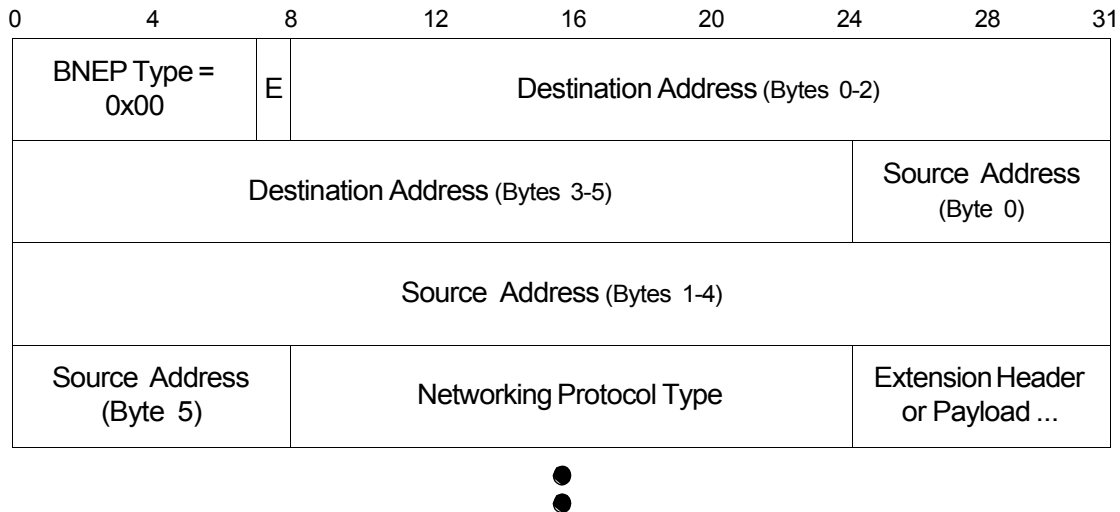 0 4 8 12 16 20 24 28 31
BNEP Type =
0x00
E
Destination Address (Bytes 0-2)
Destination Address (Bytes 3-5)
Source Address
(Byte 0)
Source Address (Bytes 1-4)
Source Address
(Byte 5)
Networking Protocol Type
Extension Header
or Payload ...